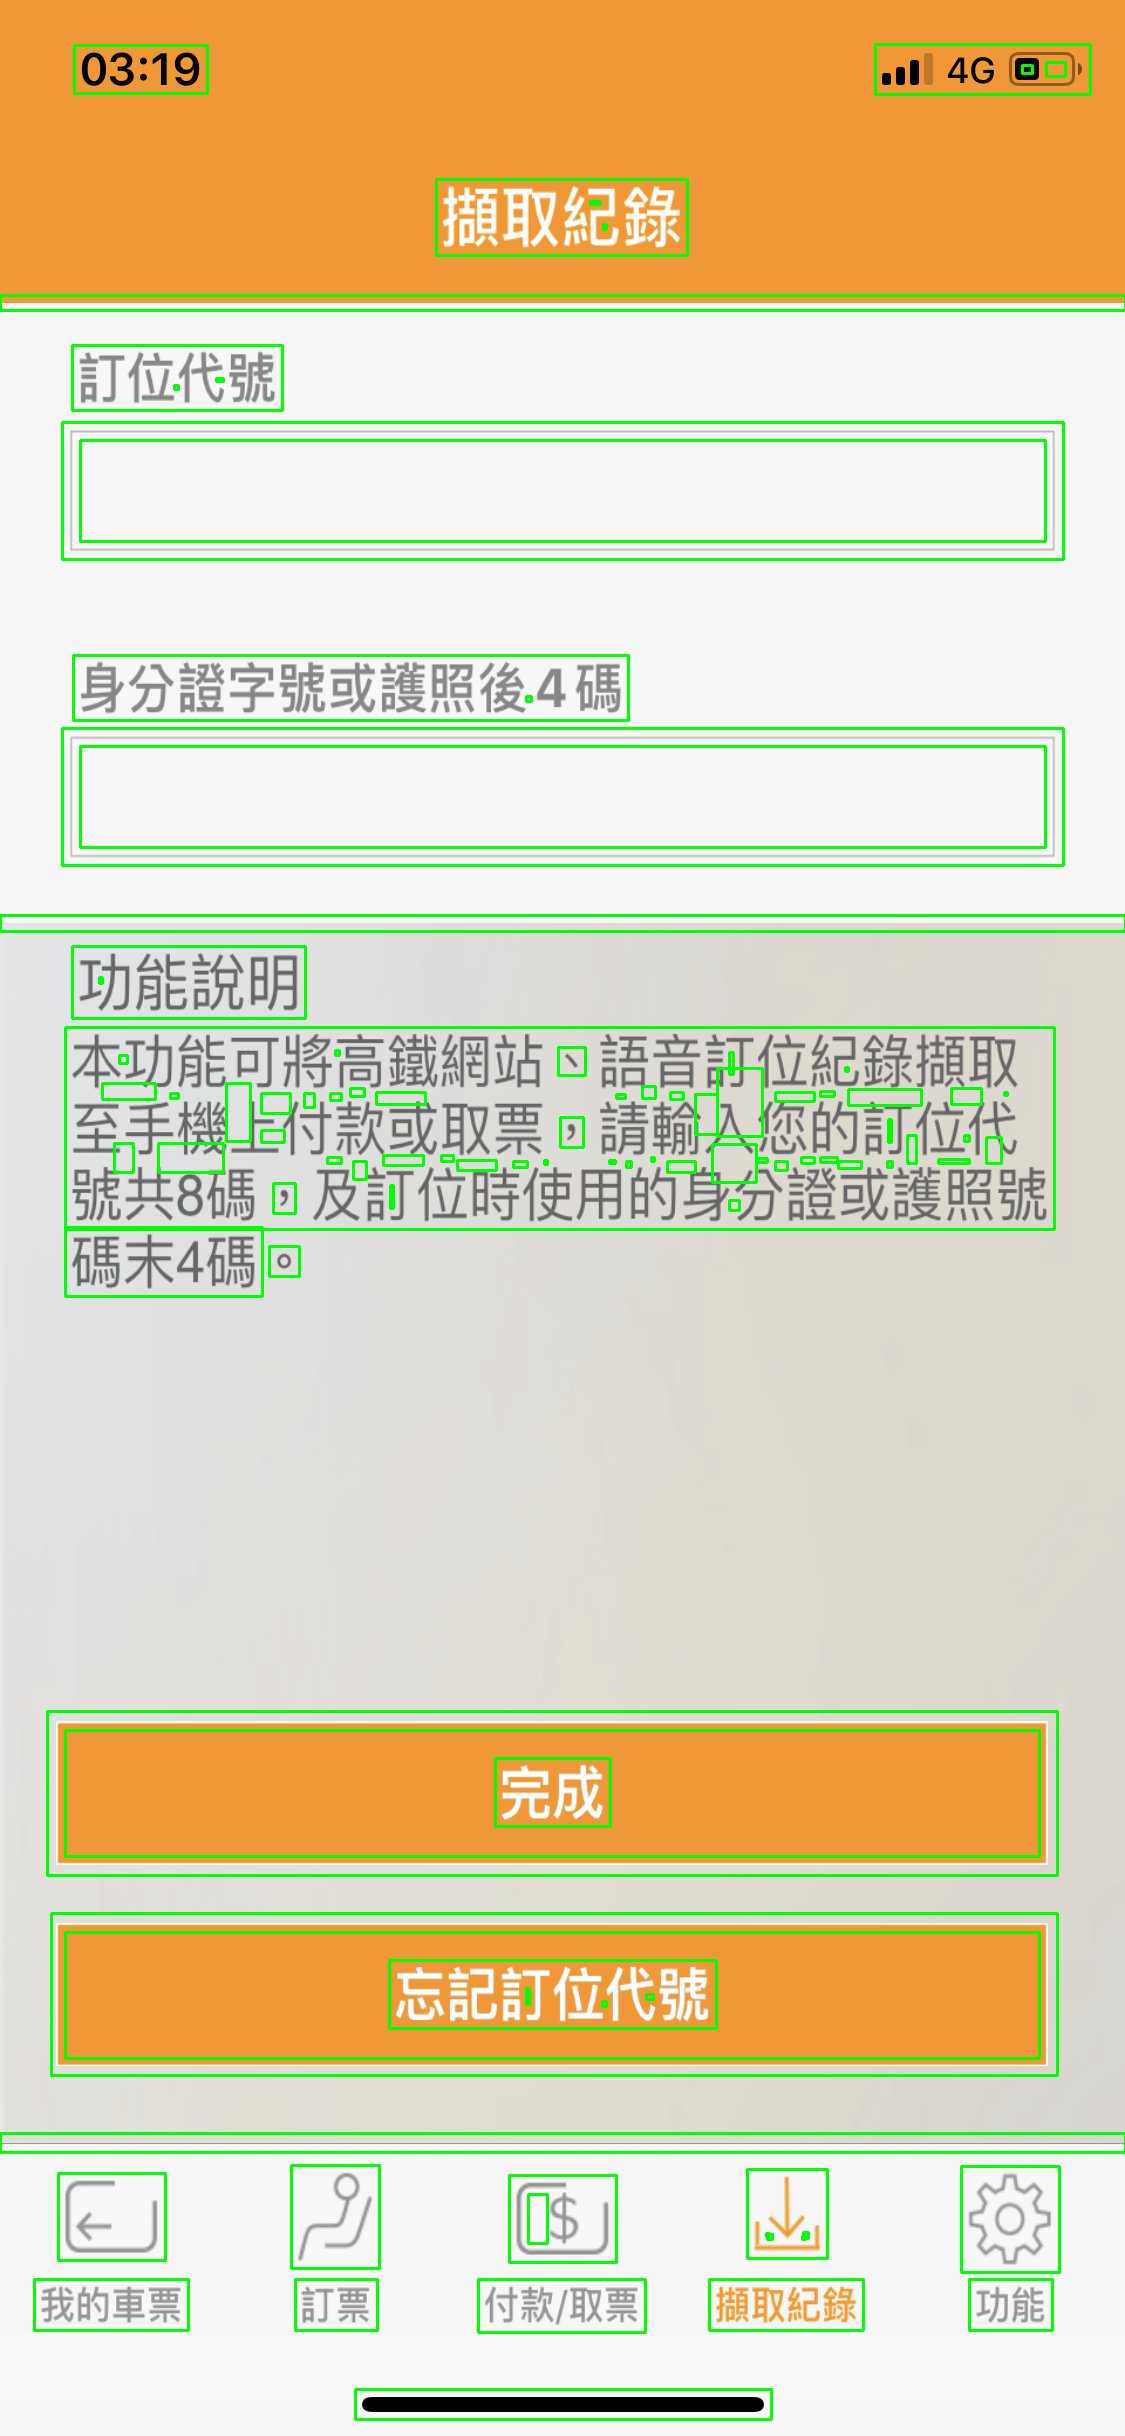 03:19
4G
擷取紀錄
訂位代號
身分證字號或護照後 4 碼
功能說明
本功能可將高鐵網站、語音訂位紀錄擷取
至手機上付款或取票，請輸入您的訂位代
號共8碼，及訂位時使用的身分證或護照號
碼末4碼。
完成
忘記訂位代號
$
我的車票
訂票
付款/取票
擷取紀錄
功能